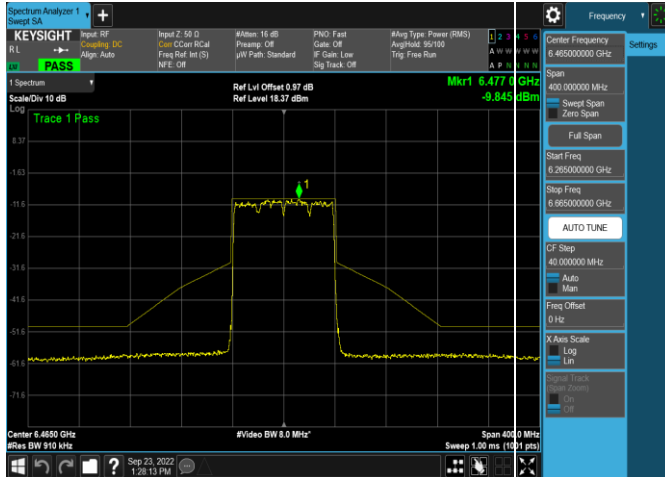 Spectrum Analyzer 1
Swept SA
Frequency
KEYSIGHT
RL
PASS
Input: RF
Coupling: DC
Align: Auto
Input Z: 50 Ω
Corr CCorr RCal
Freq Ref: Int (S)
NFE: Off
#Atten: 16 dB
Preamp: Off
µW Path: Standard
PNO: Fast
Gate: Off
IF Gain: Low
Sig Track: Off
#Avg Type: Power (RMS)
Avg|Hold: 95/100
Trig: Free Run
1 2 3 4 5 6
A W W W W W
A P N N N N
1 Spectrum
Scale/Div 10 dB
Log
Ref Lvl Offset 0.97 dB
Ref Level 18.37 dBm
Mkr1 6.477 0 GHz
-9.845 dBm
Trace 1 Pass
8.37
-1.63
-11.6
-21.6
-31.6
-41.6
-51.6
-61.6
-71.6
1
Center 6.4650 GHz
#Res BW 910 kHz
#Video BW 8.0 MHz*
Span 400.0 MHz
Sweep 1.00 ms (1001 pts)
Sep 23, 2022
1:28:13 PM
?
Center Frequency
6.465000000 GHz
Settings
Span
400.000000 MHz
Swept Span
Zero Span
Full Span
Start Freq
6.265000000 GHz
Stop Freq
6.665000000 GHz
AUTO TUNE
CF Step
40.000000 MHz
Auto
Man
Freq Offset
0 Hz
X Axis Scale
Log
Lin
Signal Track
(Span Zoom)
On
Off